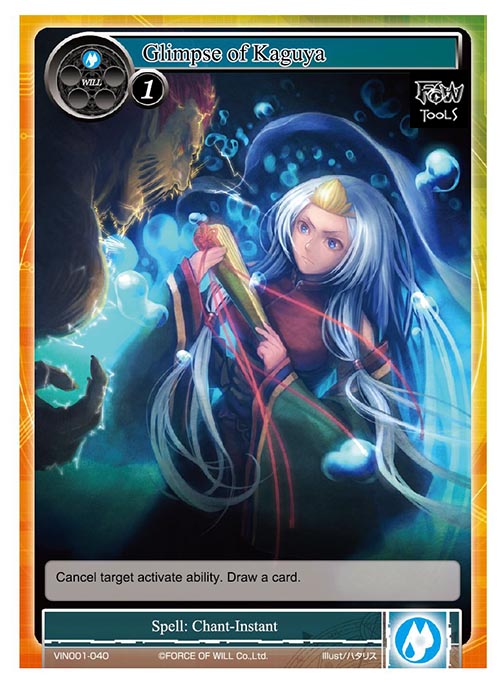 Glimpse of Kaguya
WILL
1
FOW
TOOLS
Cancel target activate ability. Draw a card.
Spell: Chant-Instant
VIN001-040 ©FORCE OF WILL Co.,Ltd. Illust/ハタリス